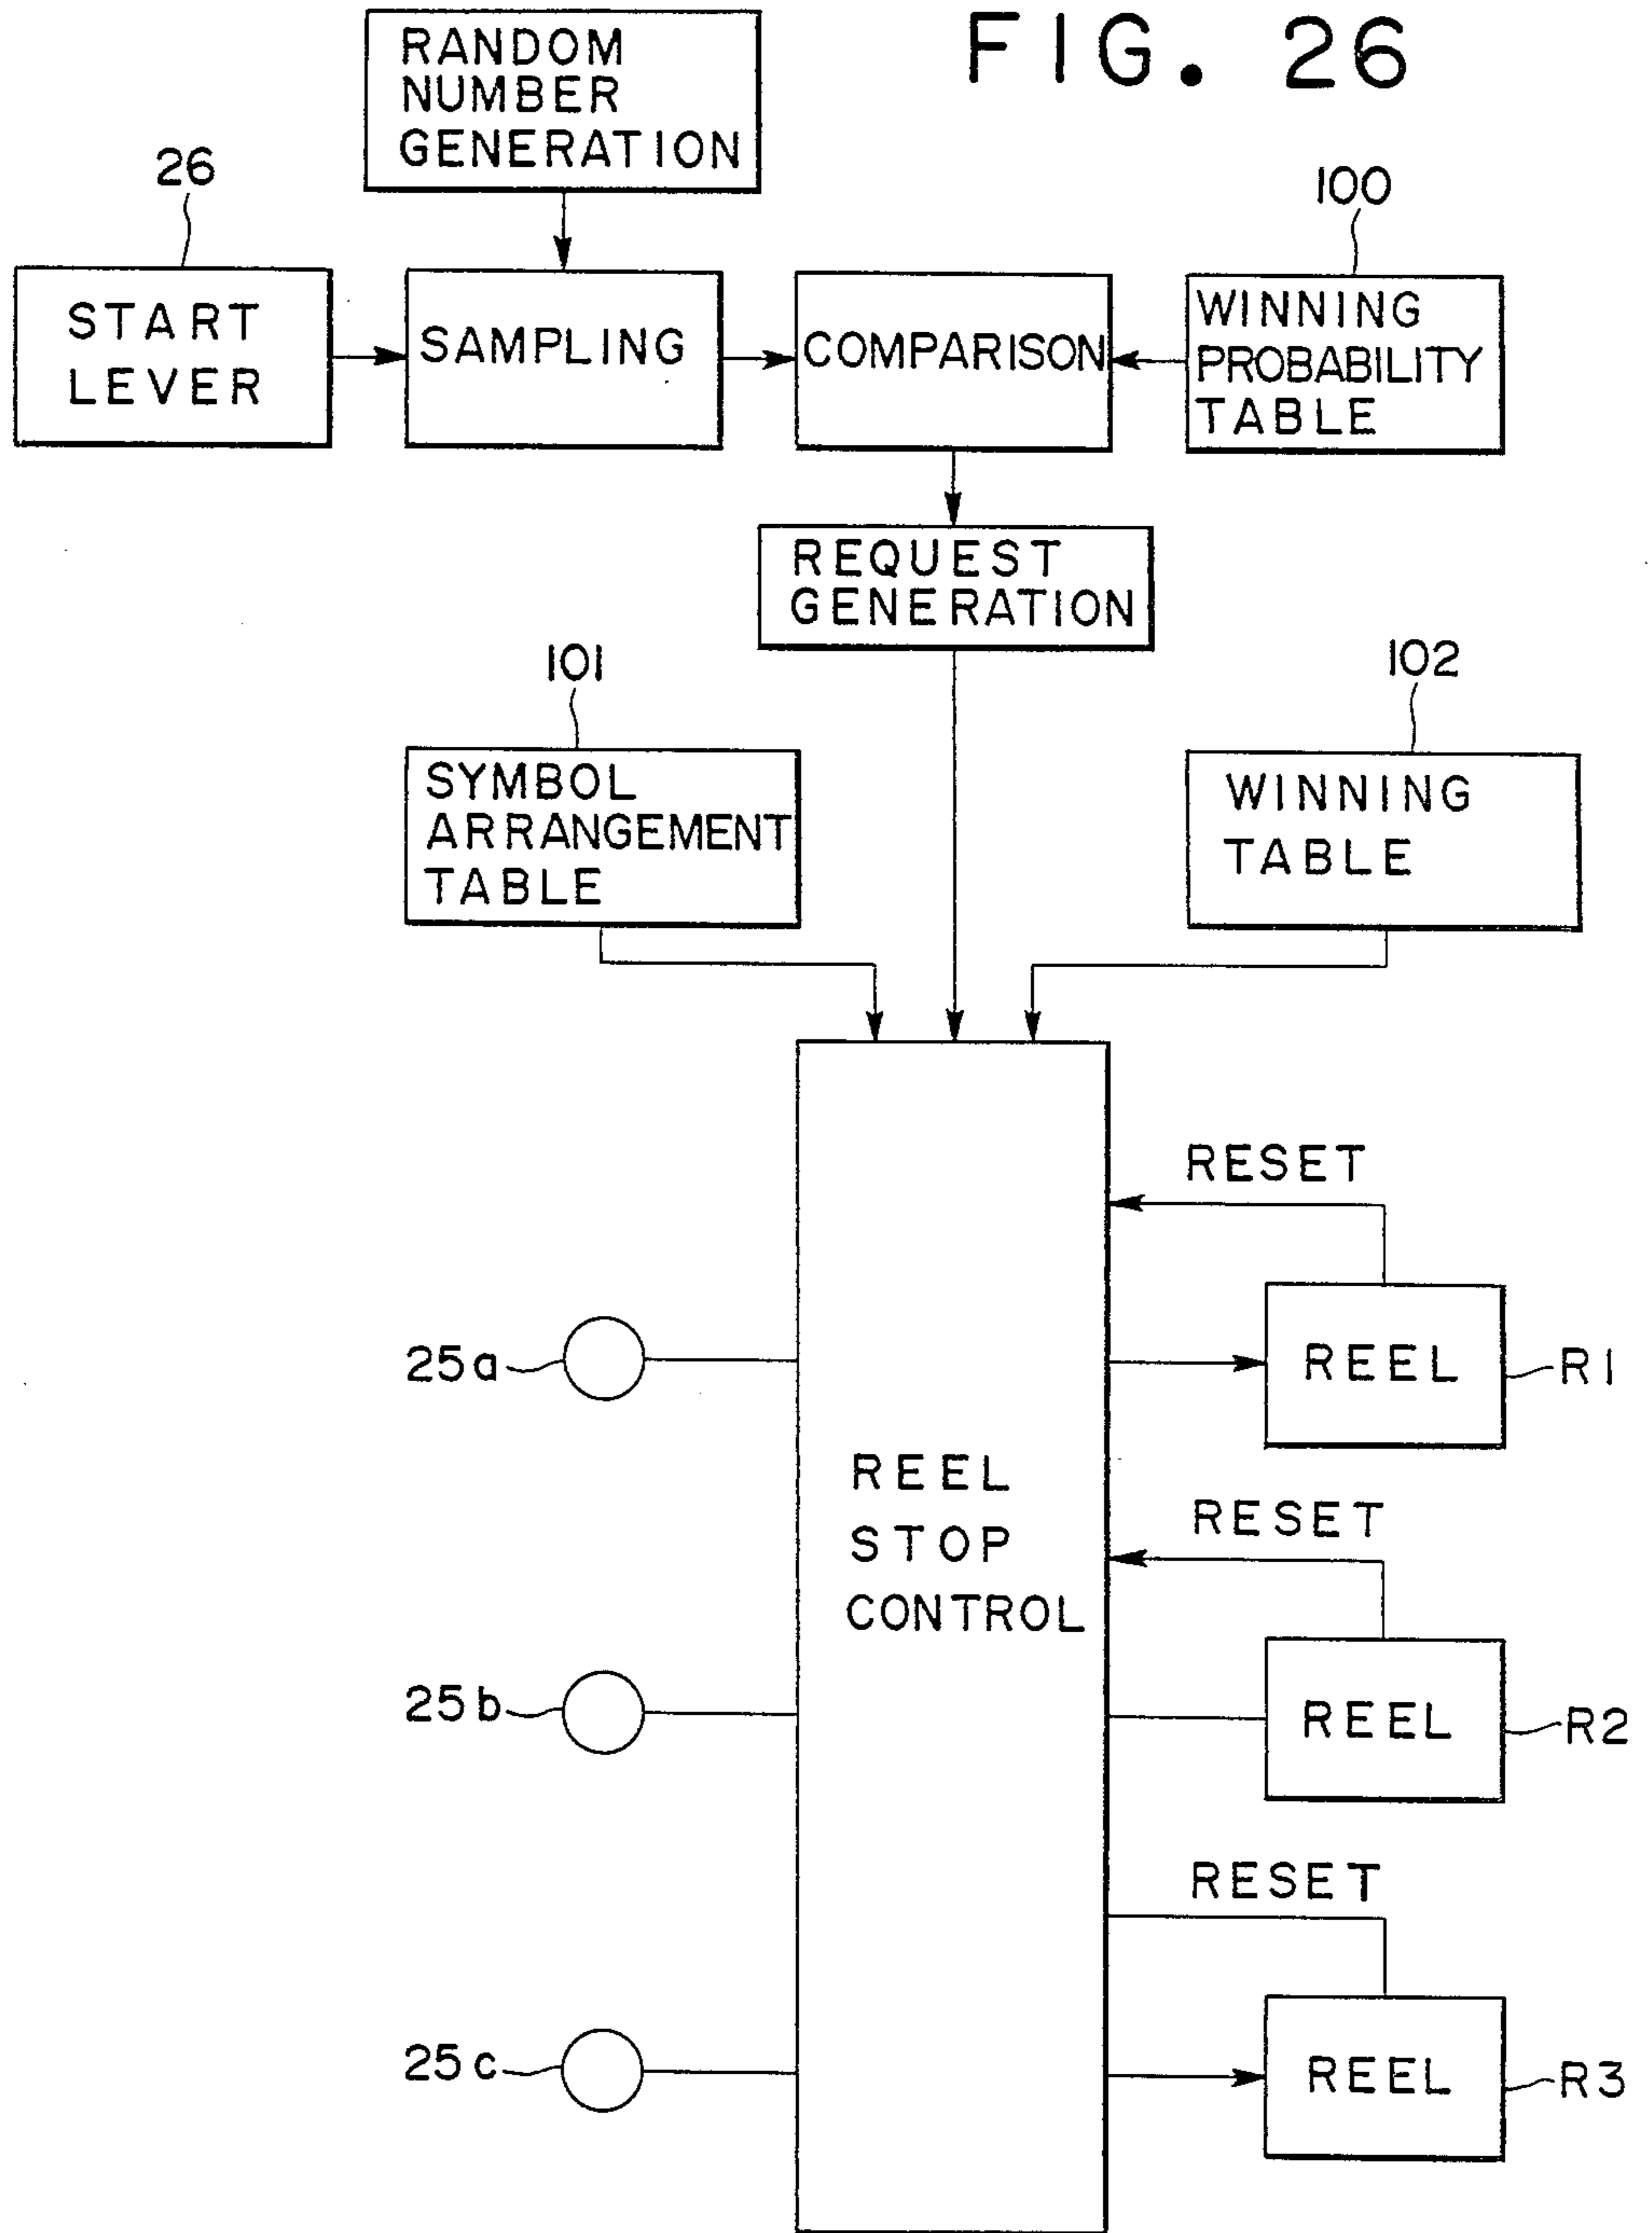 FIG. 26
RANDOM
NUMBER
GENERATION
26
100
START
LEVER
SAMPLING
COMPARISON
WINNING
PROBABILITY
TABLE
REQUEST
GENERATION
101
102
SYMBOL
ARRANGEMENT
TABLE
WINNING
TABLE
RESET
25a
REEL
R1
REEL
STOP
CONTROL
RESET
25b
REEL
R2
RESET
25c
REEL
R3